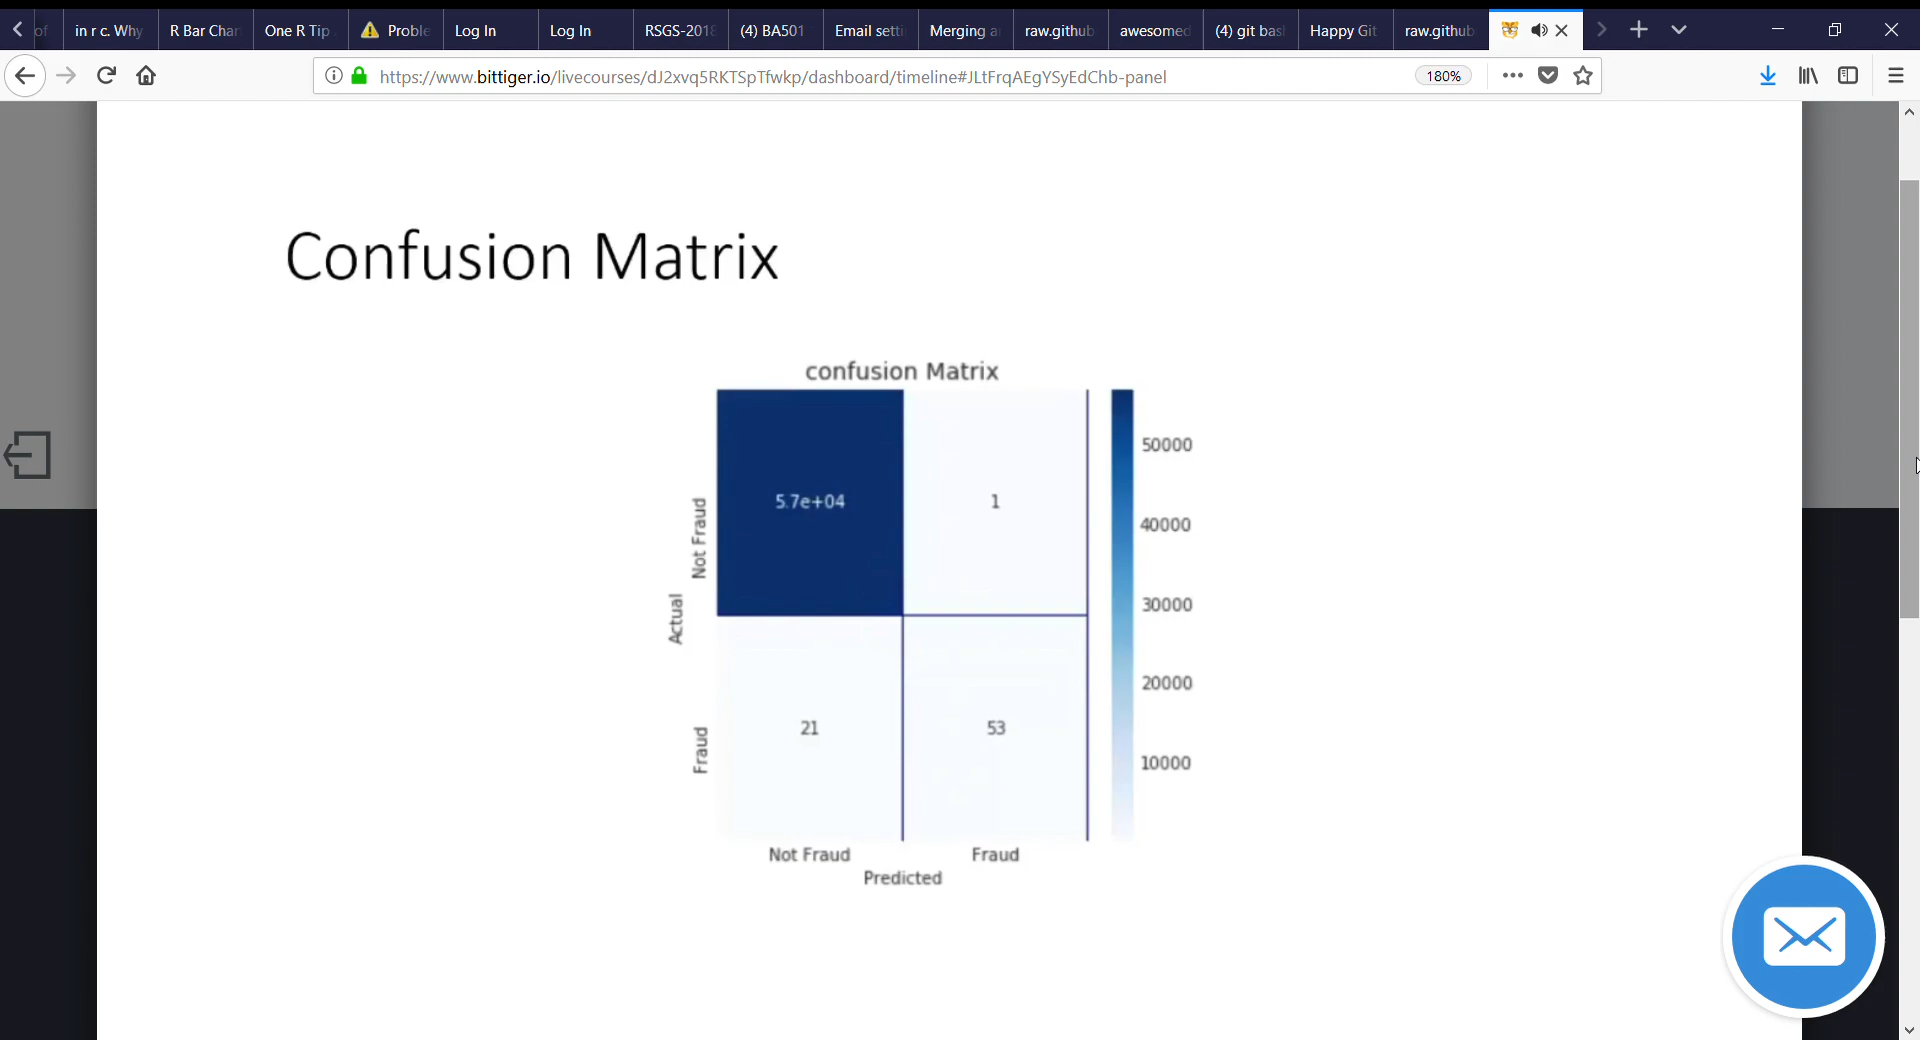 in r c. Why
R Bar Char
One R Tip
Proble
Log In
Log In
RSGS-2018
(4) BA501
Email setti
Merging a
raw.github
awesomed
(4) git bas
Happy Git
raw.github
https://www.bittiger.io/livecourses/dJ2xvq5RKTSpTfwkp/dashboard/timeline#JLtFrqAEgYSyEdChb-panel
180%
Confusion Matrix
confusion Matrix
5.7e+04
1
21
53
Actual
Not Fraud
Fraud
Not Fraud
Fraud
Predicted
50000
40000
30000
20000
10000